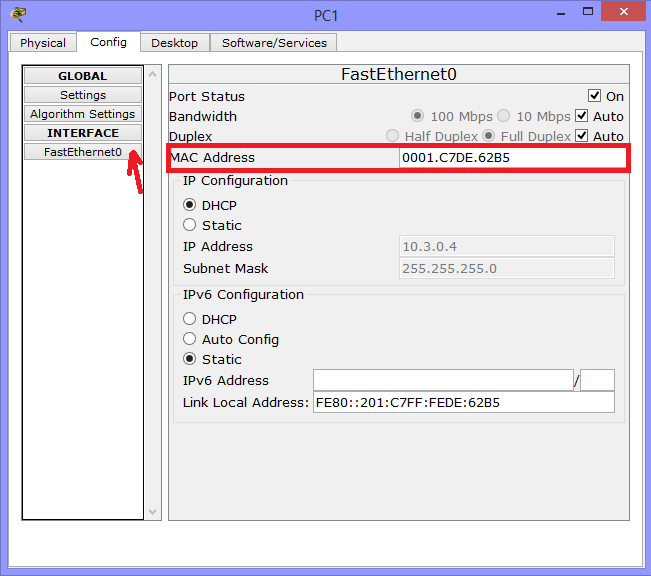 PC1
Physical Config Desktop Software/Services
GLOBAL
Settings
Algorithm Settings
INTERFACE
FastEthernet0
FastEthernet0
Port Status On
Bandwidth 100 Mbps 10 Mbps Auto
Duplex Half Duplex Full Duplex Auto
MAC Address 0001.C7DE.62B5
IP Configuration
DHCP
Static
IP Address 10.3.0.4
Subnet Mask 255.255.255.0
IPv6 Configuration
DHCP
Auto Config
Static
IPv6 Address /
Link Local Address: FE80::201:C7FF:FEDE:62B5